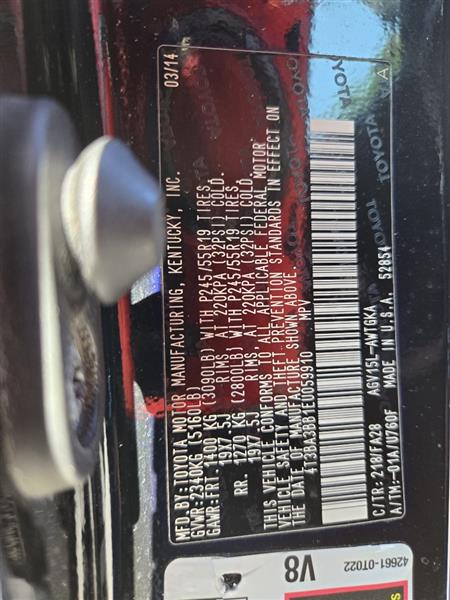 03/14
MFD BY:TOYOTA MOTOR MANUFACTURING, KENTUCKY, INC.
GVWR:2340KG(5160LB)
GAWR:FRT.1400 KG(3090LB) WITH P245/55R19 TIRES,
19X7.5J RIMS, AT 220KPA (32PSI) COLD.
RR. 1270 KG(2800LB) WITH P245/55R19 TIRES,
19X7.5J RIMS, AT 220KPA (32PSI) COLD.
THIS VEHICLE CONFORMS TO ALL APPLICABLE FEDERAL MOTOR
VEHICLE SAFETY AND THEFT PREVENTION STANDARDS IN EFFECT ON
THE DATE OF MANUFACTURE SHOWN ABOVE.
4T3BA3BB1EU059910 MPV
C/TR:218/FA28 AGV15L-AWTGKA
A/TM:-01A/U760F MADE IN U.S.A. 52854
TOYOTA TOYOTA TOYOTA
A
42661-0T022
V8